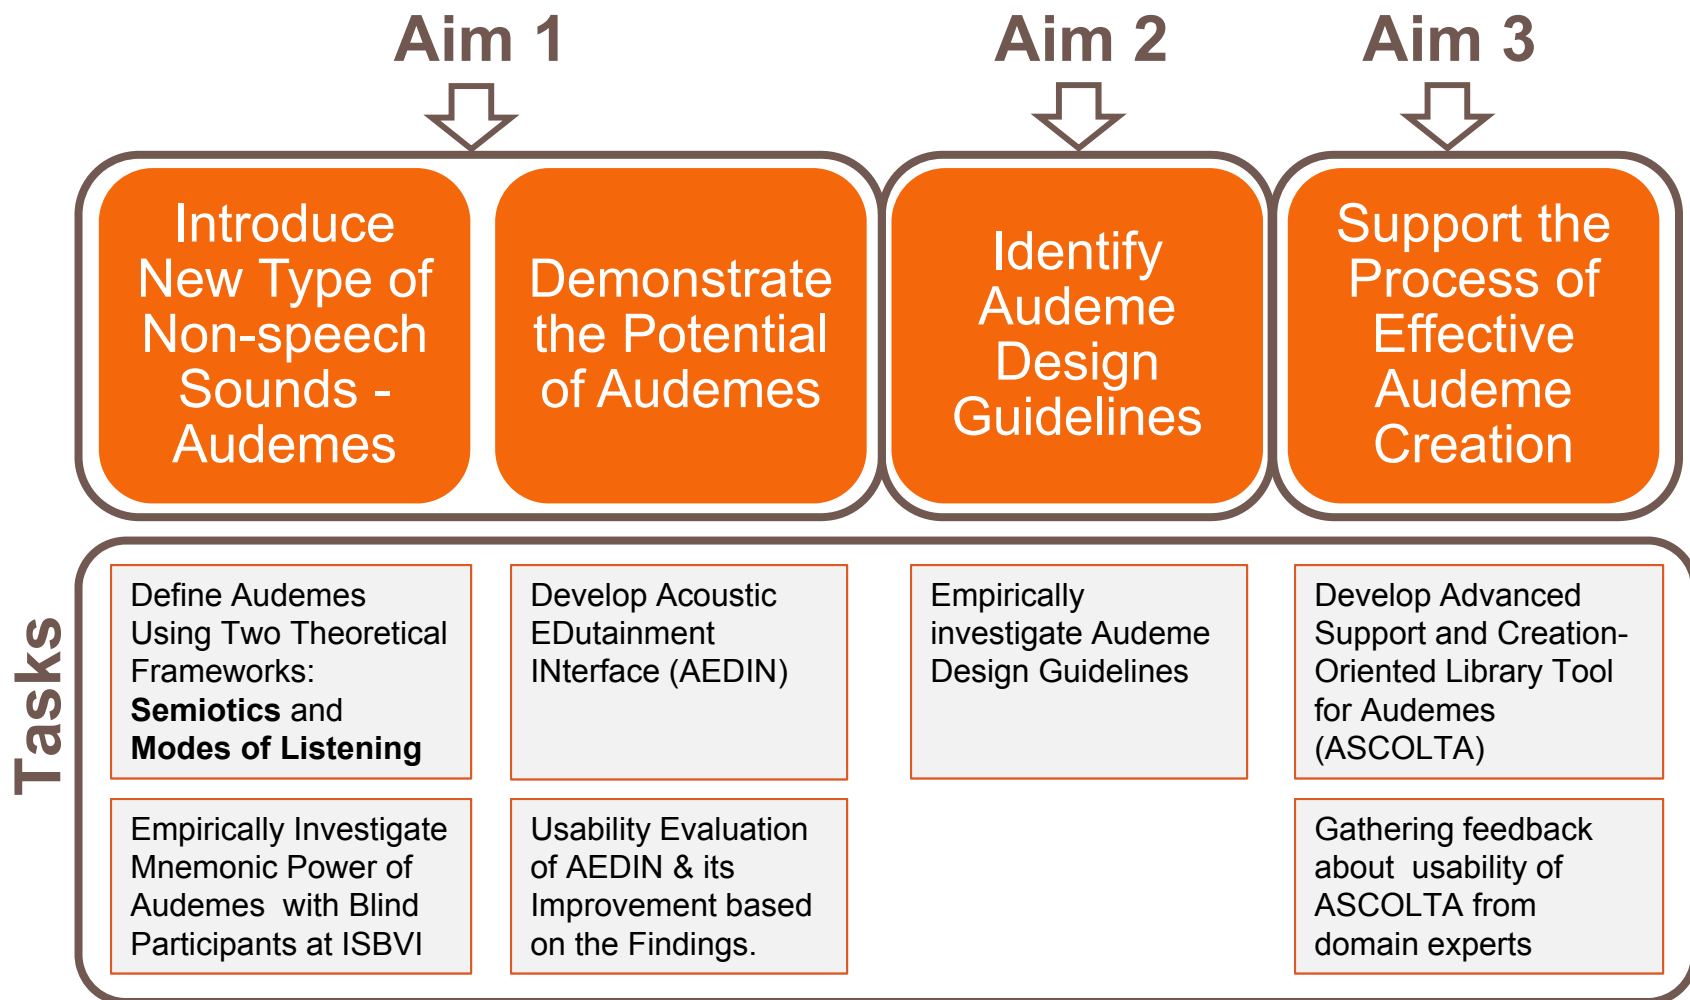 Aim 1
Aim 2
Aim 3
Introduce
New Type of
Non-speech
Sounds -
Audemes
Demonstrate
the Potential
of Audemes
Identify
Audeme
Design
Guidelines
Support the
Process of
Effective
Audeme
Creation
Tasks
Define Audemes
Using Two Theoretical
Frameworks:
Semiotics and
Modes of Listening
Develop Acoustic
EDutainment
INterface (AEDIN)
Empirically
investigate Audeme
Design Guidelines
Develop Advanced
Support and Creation-
Oriented Library Tool
for Audemes
(ASCOLTA)
Empirically Investigate
Mnemonic Power of
Audemes  with Blind
Participants at ISBVI
Usability Evaluation
of AEDIN & its
Improvement based
on the Findings.
Gathering feedback
about  usability of
ASCOLTA from
domain experts